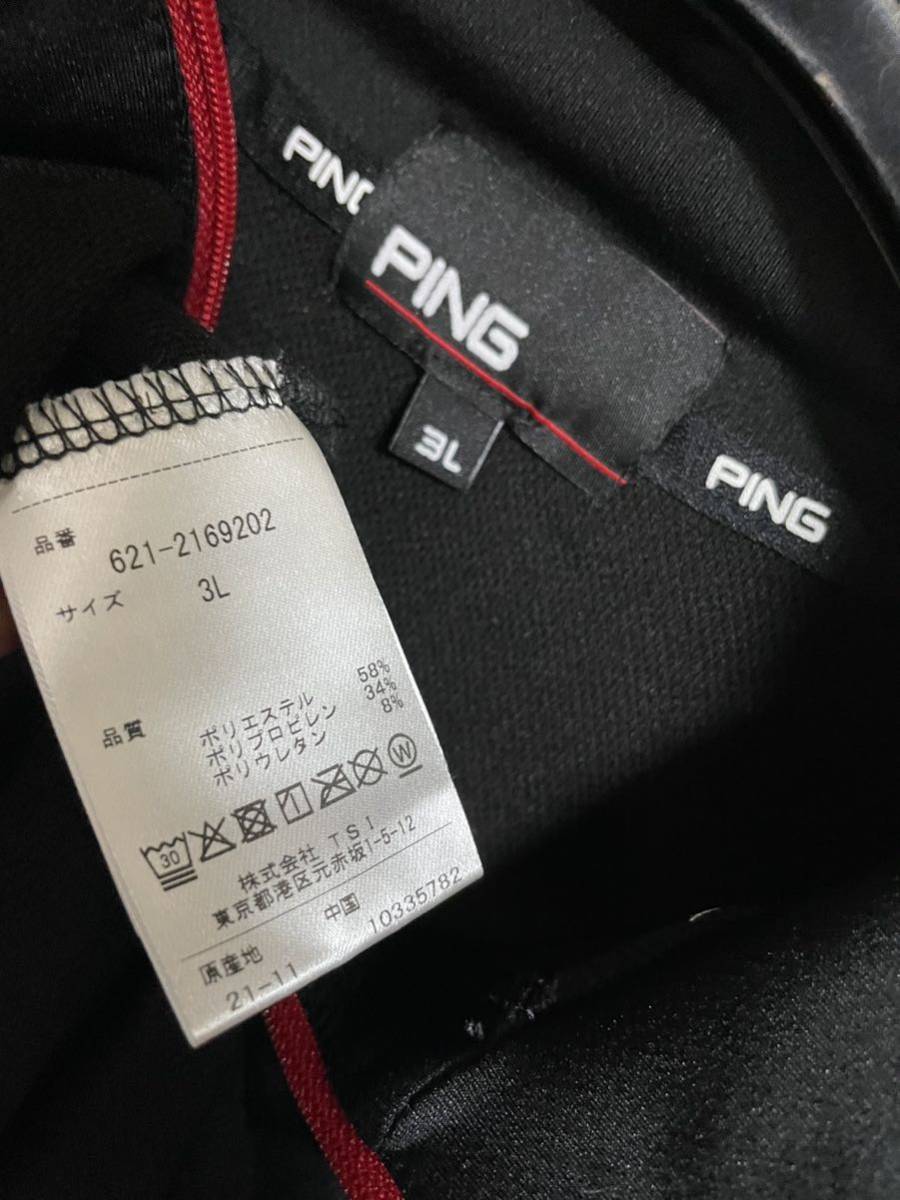 PING
PING
3L
PING
品番 621-2169202
サイズ 3L
品質 ポリエステル 58%
ポリプロピレン 34%
ポリウレタン 8%
30 W
株式会社 TSI
東京都港区元赤坂1-5-12
原産地 中国
21-11 10335782